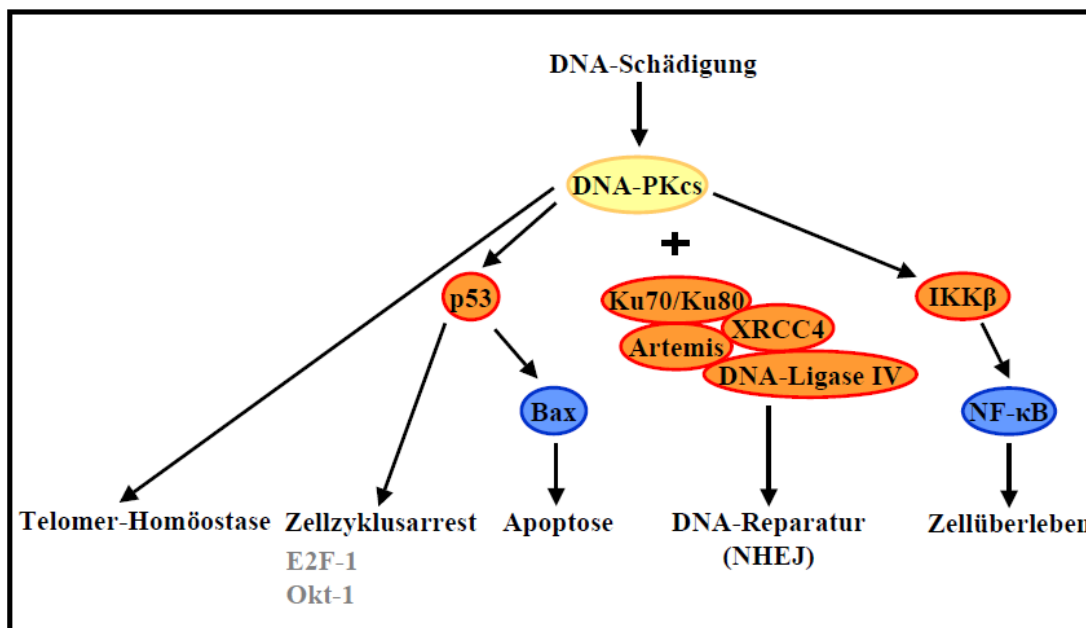 DNA-Schädigung
DNA-PKcs
+
p53
Ku70/Ku80
IKKβ
XRCC4
Artemis
DNA-Ligase IV
Bax
NF-κB
Telomer-Homöostase
Zellzyklusarrest
Apoptose
DNA-Reparatur
Zellüberleben
(NHEJ)
E2F-1
Okt-1